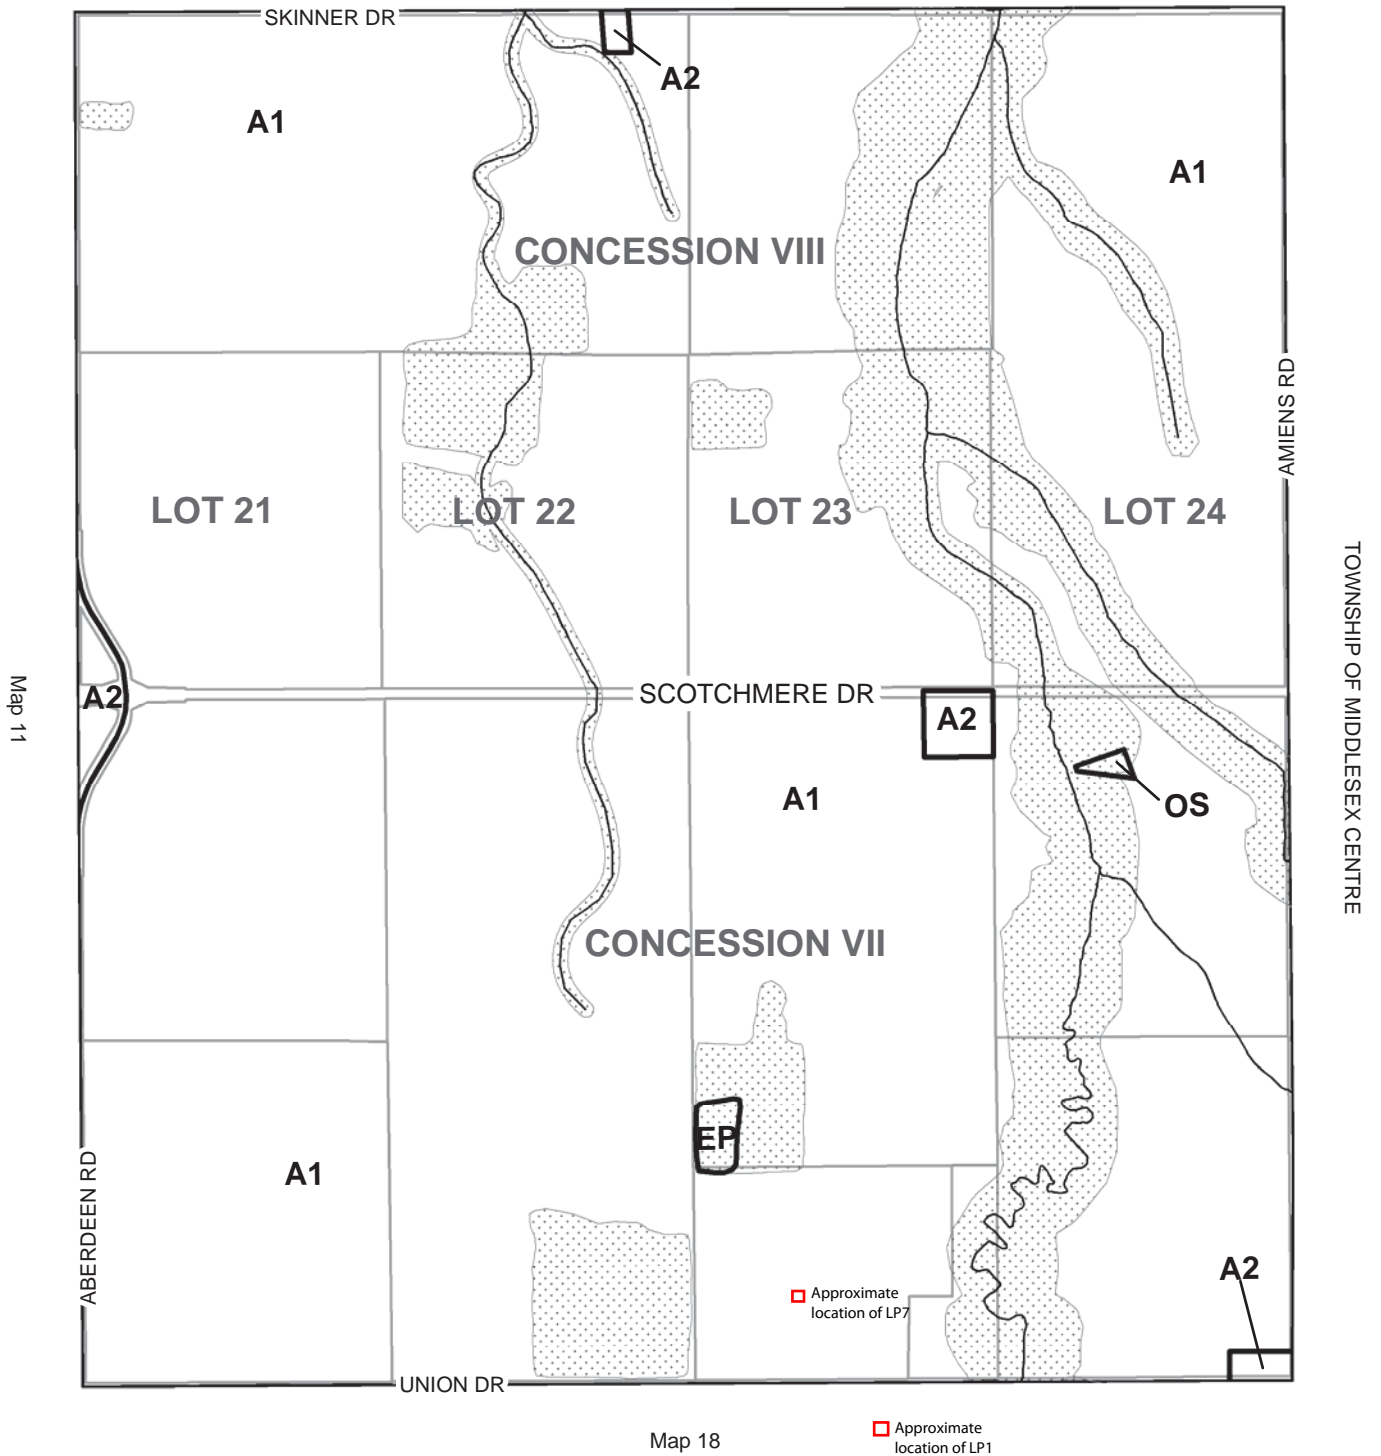 SKINNER DR
A2
A1
A1
CONCESSION VIII
AMIENS RD
LOT 21
LOT 22
LOT 23
LOT 24
TOWNSHIP OF MIDDLESEX CENTRE
Map 11
A2
SCOTCHMERE DR
A2
A1
OS
CONCESSION VII
EP
A1
ABERDEEN RD
A2
Approximate
location of LP7
UNION DR
Map 18
Approximate
location of LP1